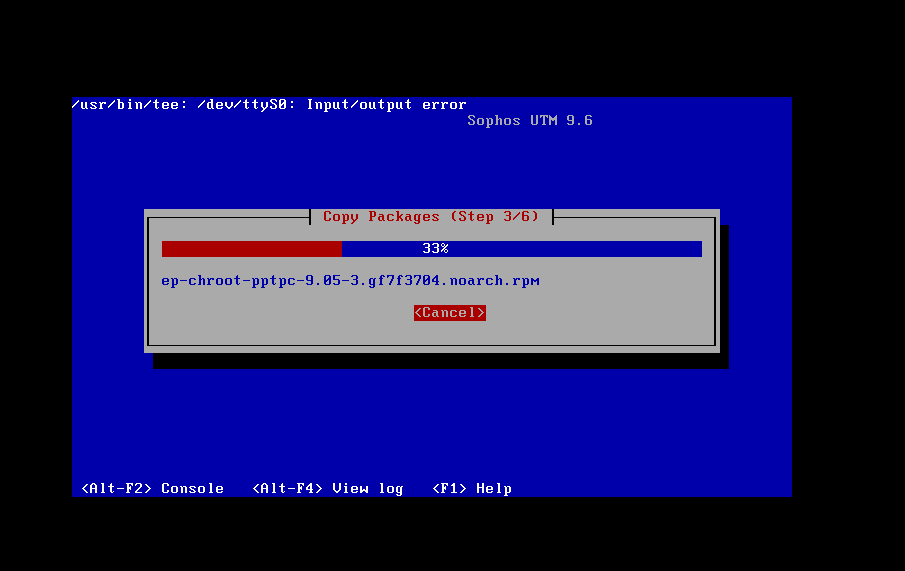 /usr/bin/tee: /dev/ttyS0: Input/output error
Sophos UTM 9.6
Copy Packages (Step 3/6)
33%
ep-chroot-pptpc-9.05-3.gf7f3704.noarch.rpm
<Cancel>
<Alt-F2> Console <Alt-F4> View log <F1> Help